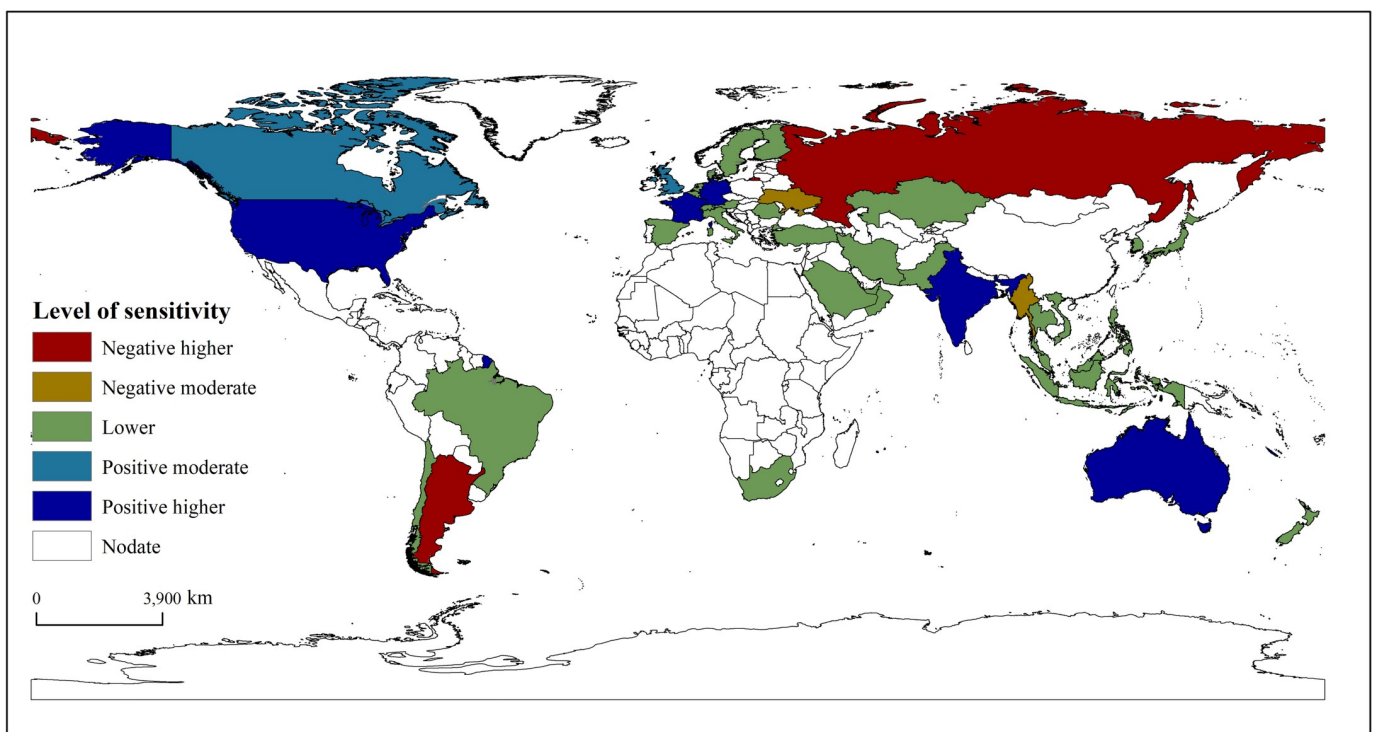 Level of sensitivity
Negative higher
Negative moderate
Lower
Positive moderate
Positive higher
Nodate
0 3,900 km